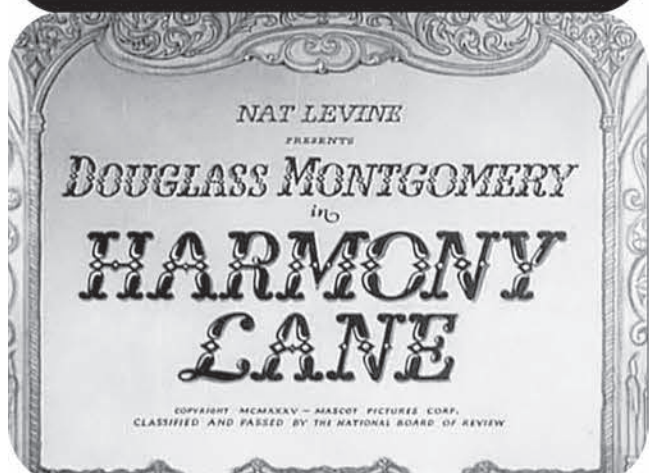 NAT LEVINE
PRESENTS
DOUGLASS MONTGOMERY
in
HARMONY
LANE
COPYRIGHT MCMXXXV – MASCOT PICTURES CORP.
CLASSIFIED AND PASSED BY THE NATIONAL BOARD OF REVIEW